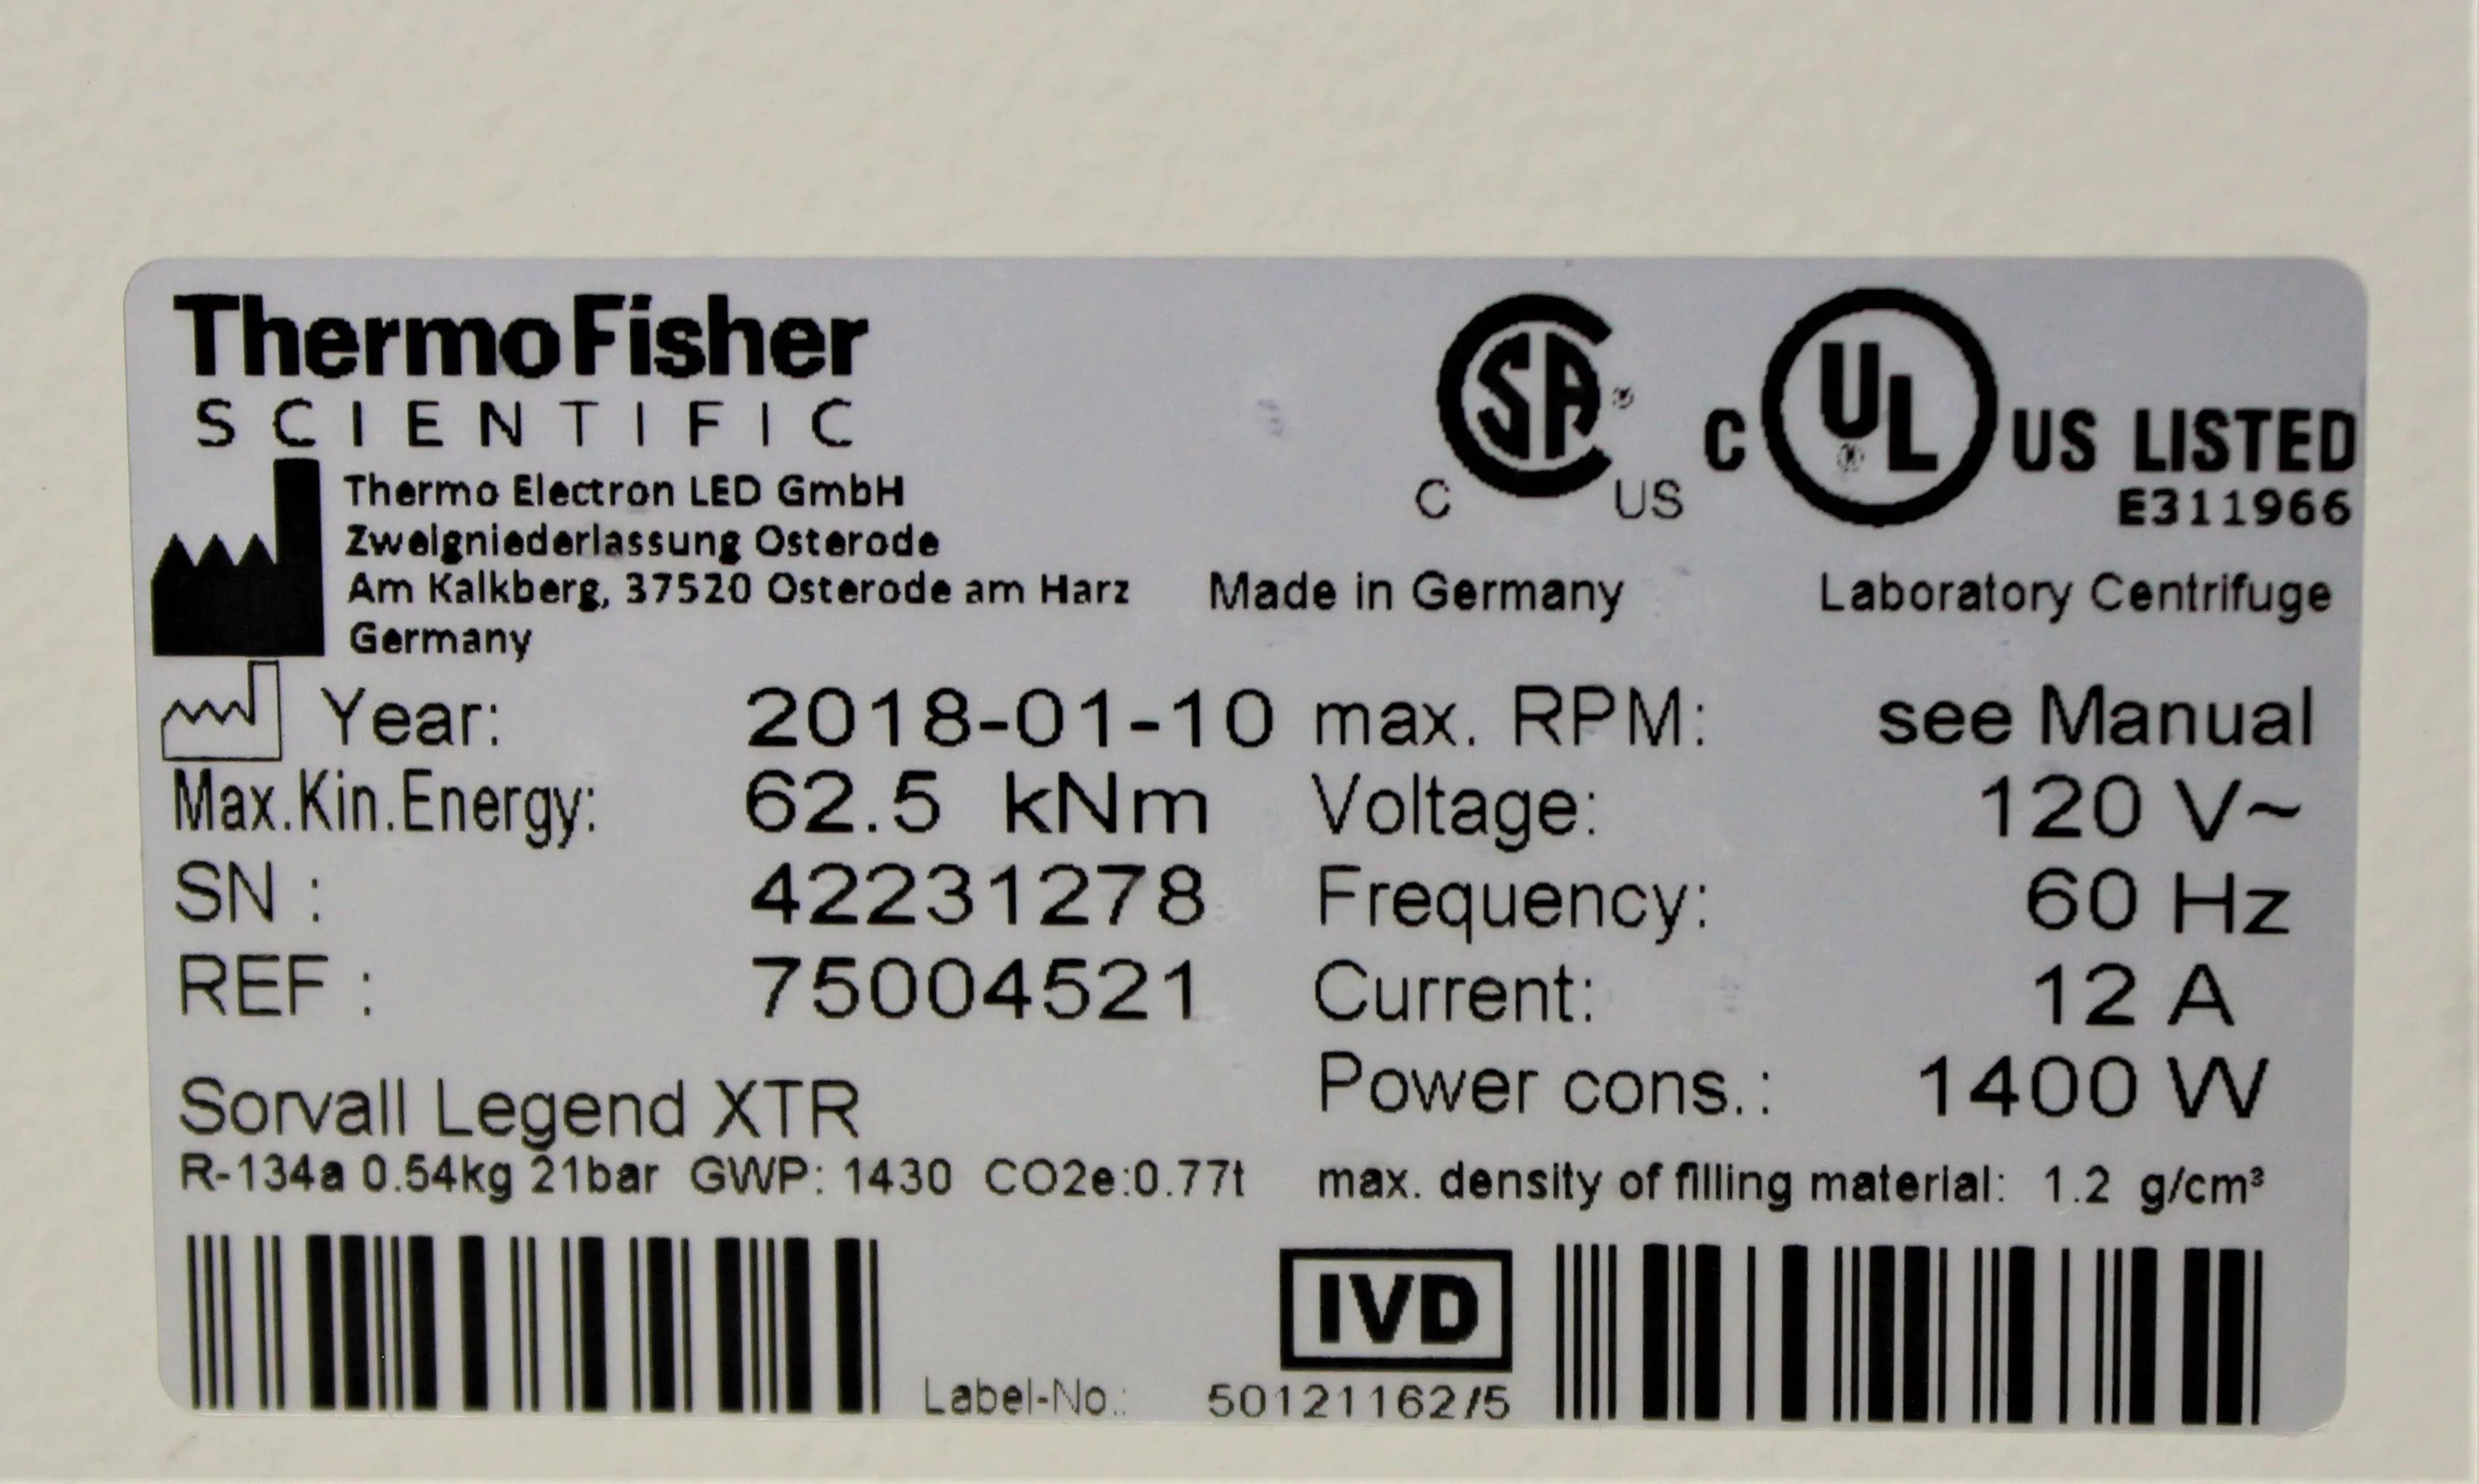 ThermoFisher
SCIENTIFIC
Thermo Electron LED GmbH
Zweigniederlassung Osterode
Am Kalkberg, 37520 Osterode am Harz
Germany
C SA ® US
C UL ® US LISTED
E311966
Made in Germany
Laboratory Centrifuge
Year: 2018-01-10
Max.Kin.Energy: 62.5 kNm
SN : 42231278
REF : 75004521
Sorvall Legend XTR
R-134a 0.54kg 21bar GWP: 1430 CO2e:0.77t
max. RPM: see Manual
Voltage: 120 V~
Frequency: 60 Hz
Current: 12 A
Power cons.: 1400 W
max. density of filling material: 1.2 g/cm³
IVD
Label-No.: 50121162/5